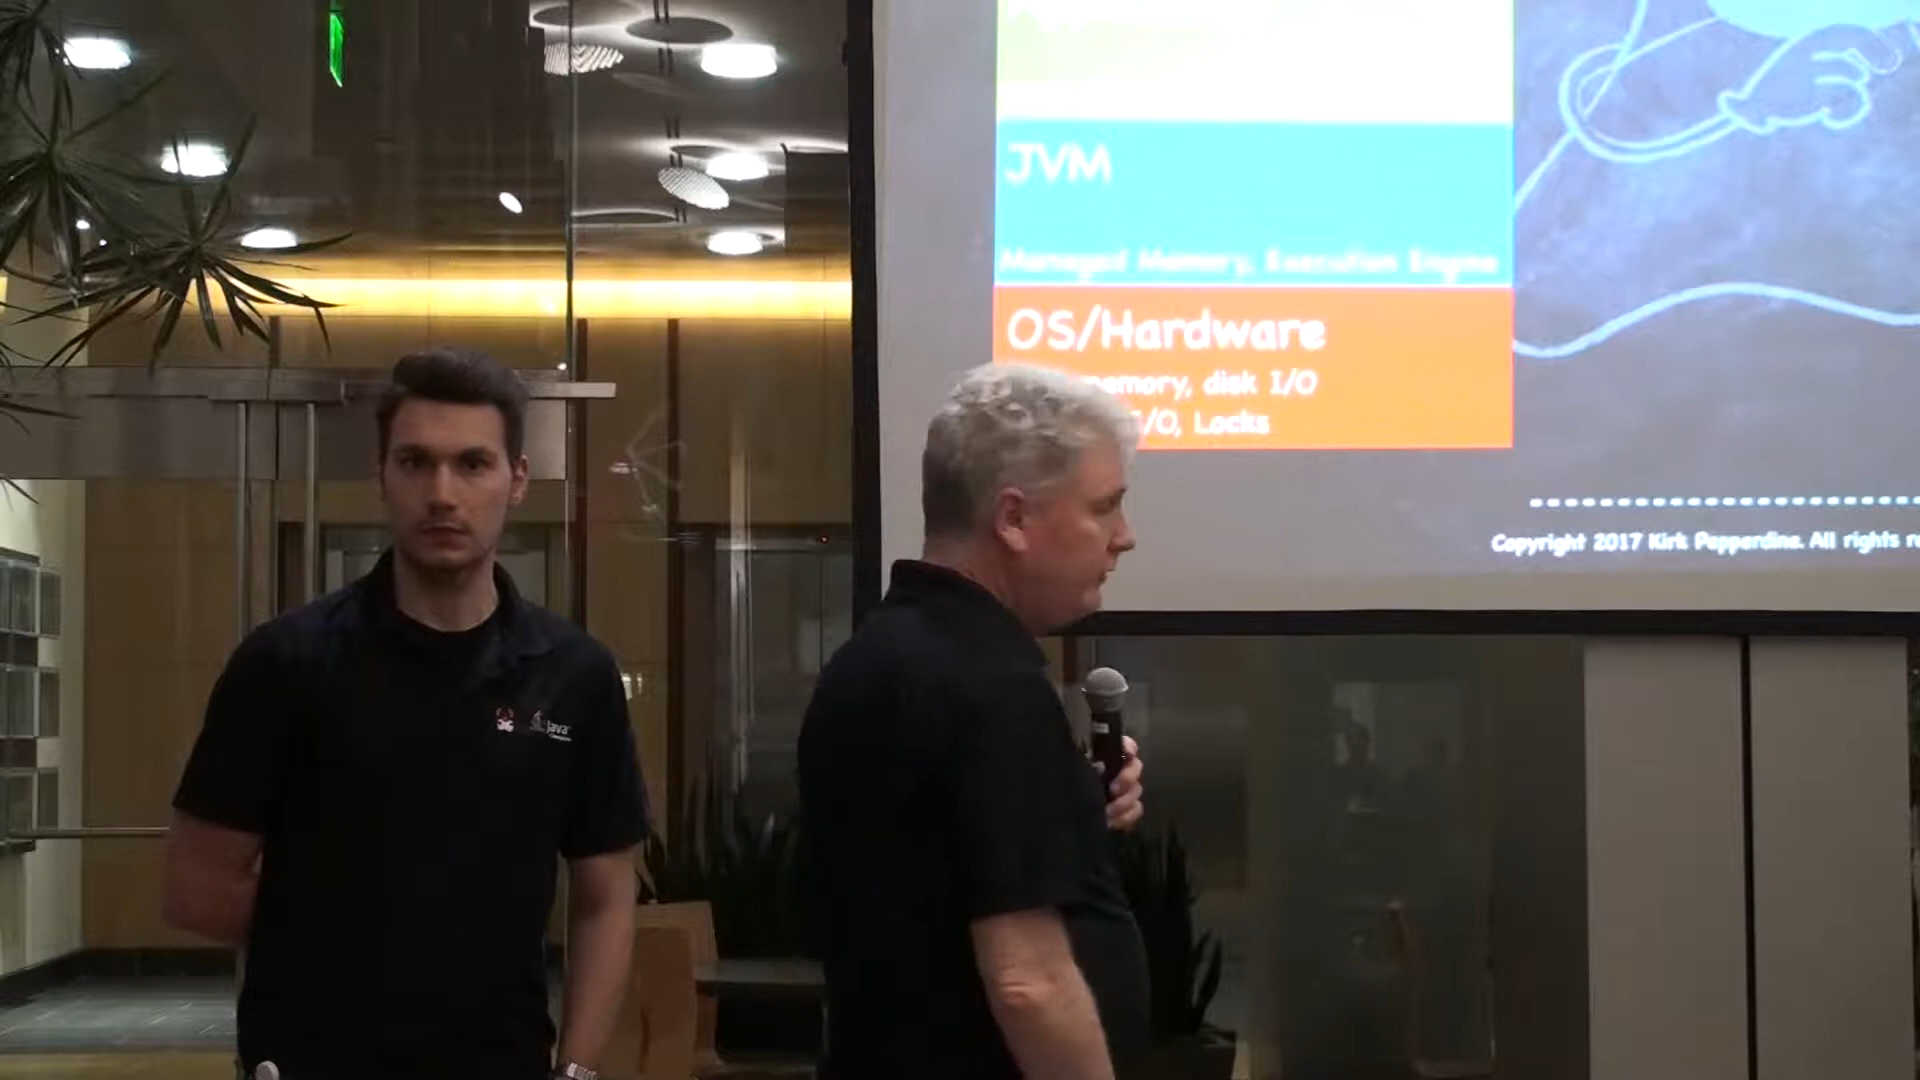 JVM
Managed Memory, Execution Engine
OS/Hardware
memory, disk I/O
I/O, Locks
Copyright 2017 Kirk Pepperdine. All rights
Java